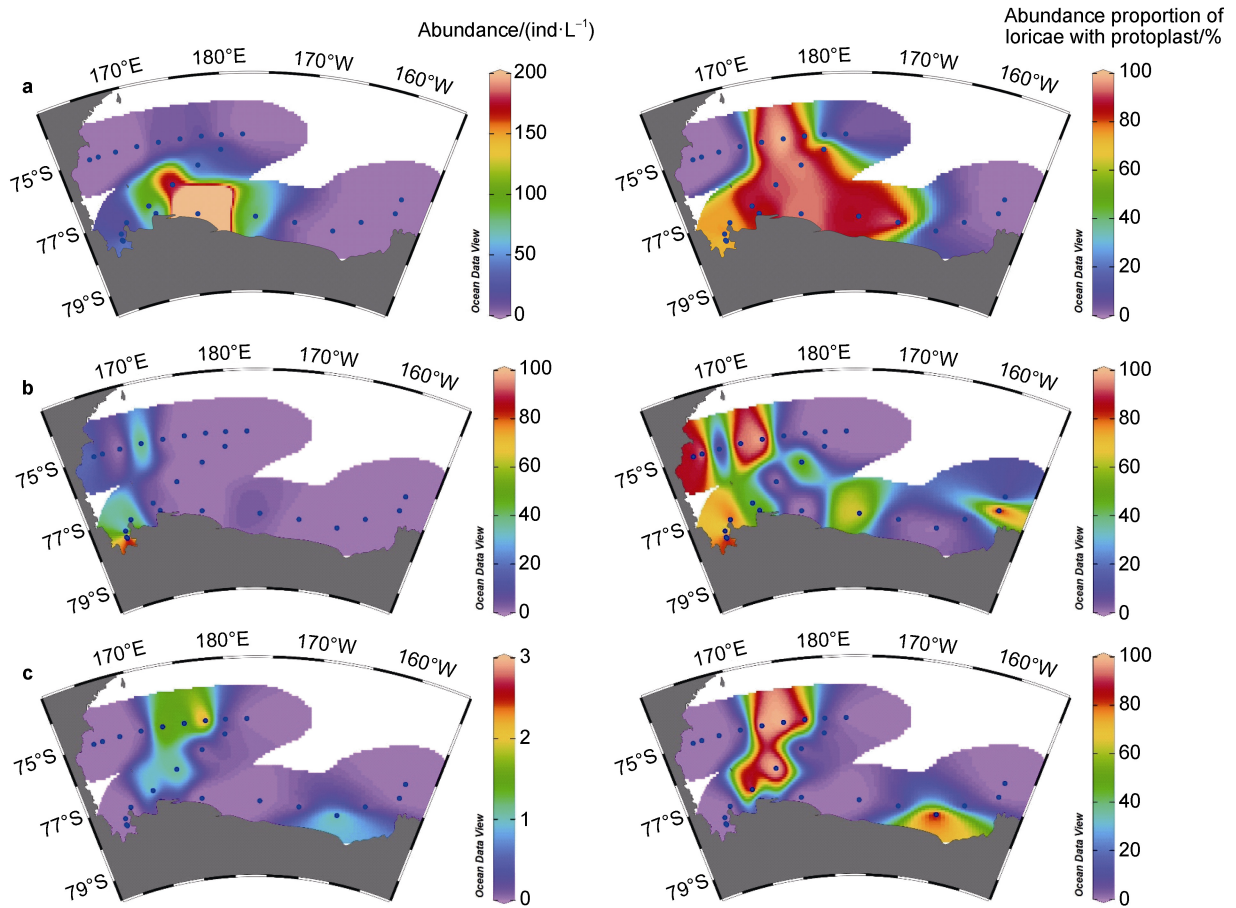 Abundance/(ind·L⁻¹)
Abundance proportion of
loricae with protoplast/%
a
170°E
180°E
170°W
160°W
75°S
77°S
79°S
Ocean Data View
200
150
100
50
0
170°E
180°E
170°W
160°W
75°S
77°S
79°S
Ocean Data View
100
80
60
40
20
0
b
170°E
180°E
170°W
160°W
75°S
77°S
79°S
Ocean Data View
100
80
60
40
20
0
170°E
180°E
170°W
160°W
75°S
77°S
79°S
Ocean Data View
100
80
60
40
20
0
c
170°E
180°E
170°W
160°W
75°S
77°S
79°S
Ocean Data View
3
2
1
0
170°E
180°E
170°W
160°W
75°S
77°S
79°S
Ocean Data View
100
80
60
40
20
0